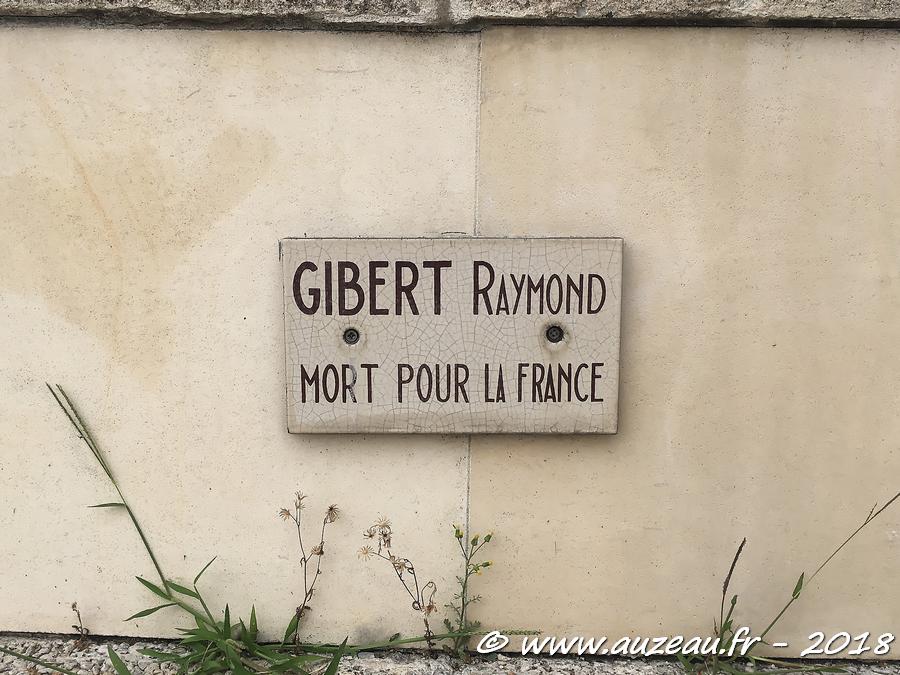 GIBERT RAYMOND
MORT POUR LA FRANCE
© www.auzeau.fr - 2018